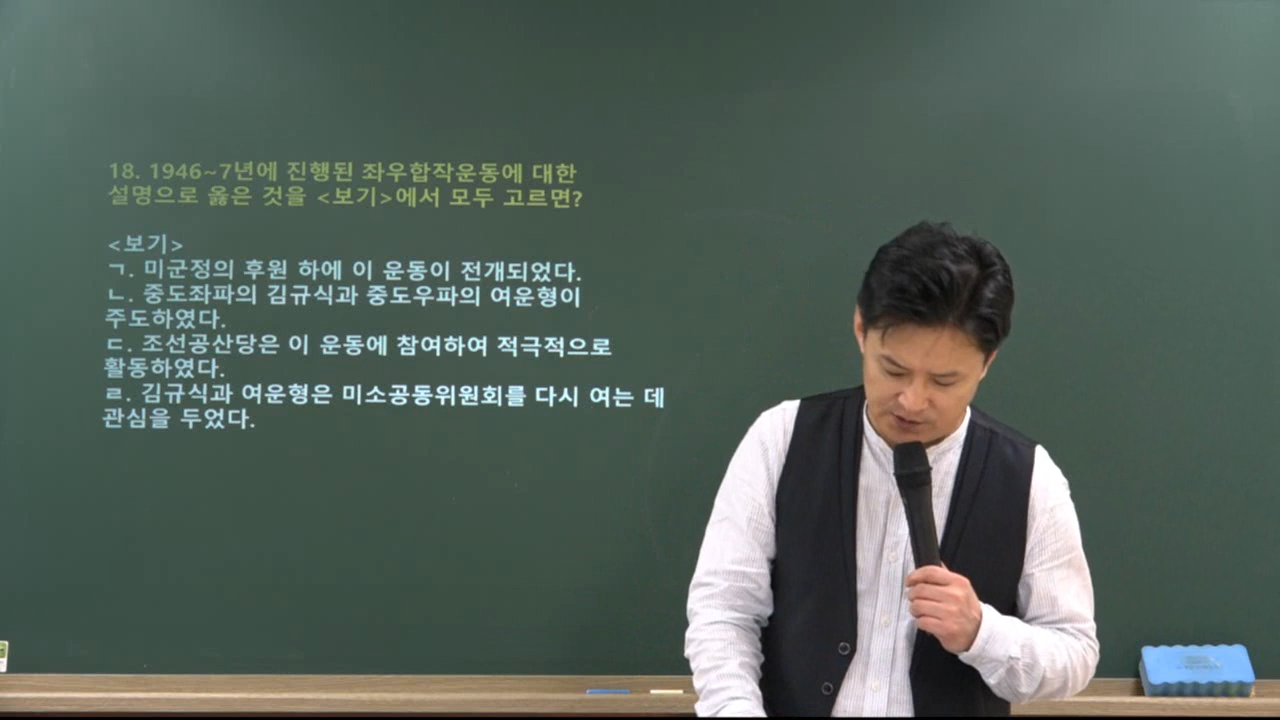 18. 1946~7년에 진행된 좌우합작운동에 대한
설명으로 옳은 것을 <보기>에서 모두 고르면?
<보기>
ㄱ. 미군정의 후원 하에 이 운동이 전개되었다.
ㄴ. 중도좌파의 김규식과 중도우파의 여운형이
주도하였다.
ㄷ. 조선공산당은 이 운동에 참여하여 적극적으로
활동하였다.
ㄹ. 김규식과 여운형은 미소공동위원회를 다시 여는 데
관심을 두었다.